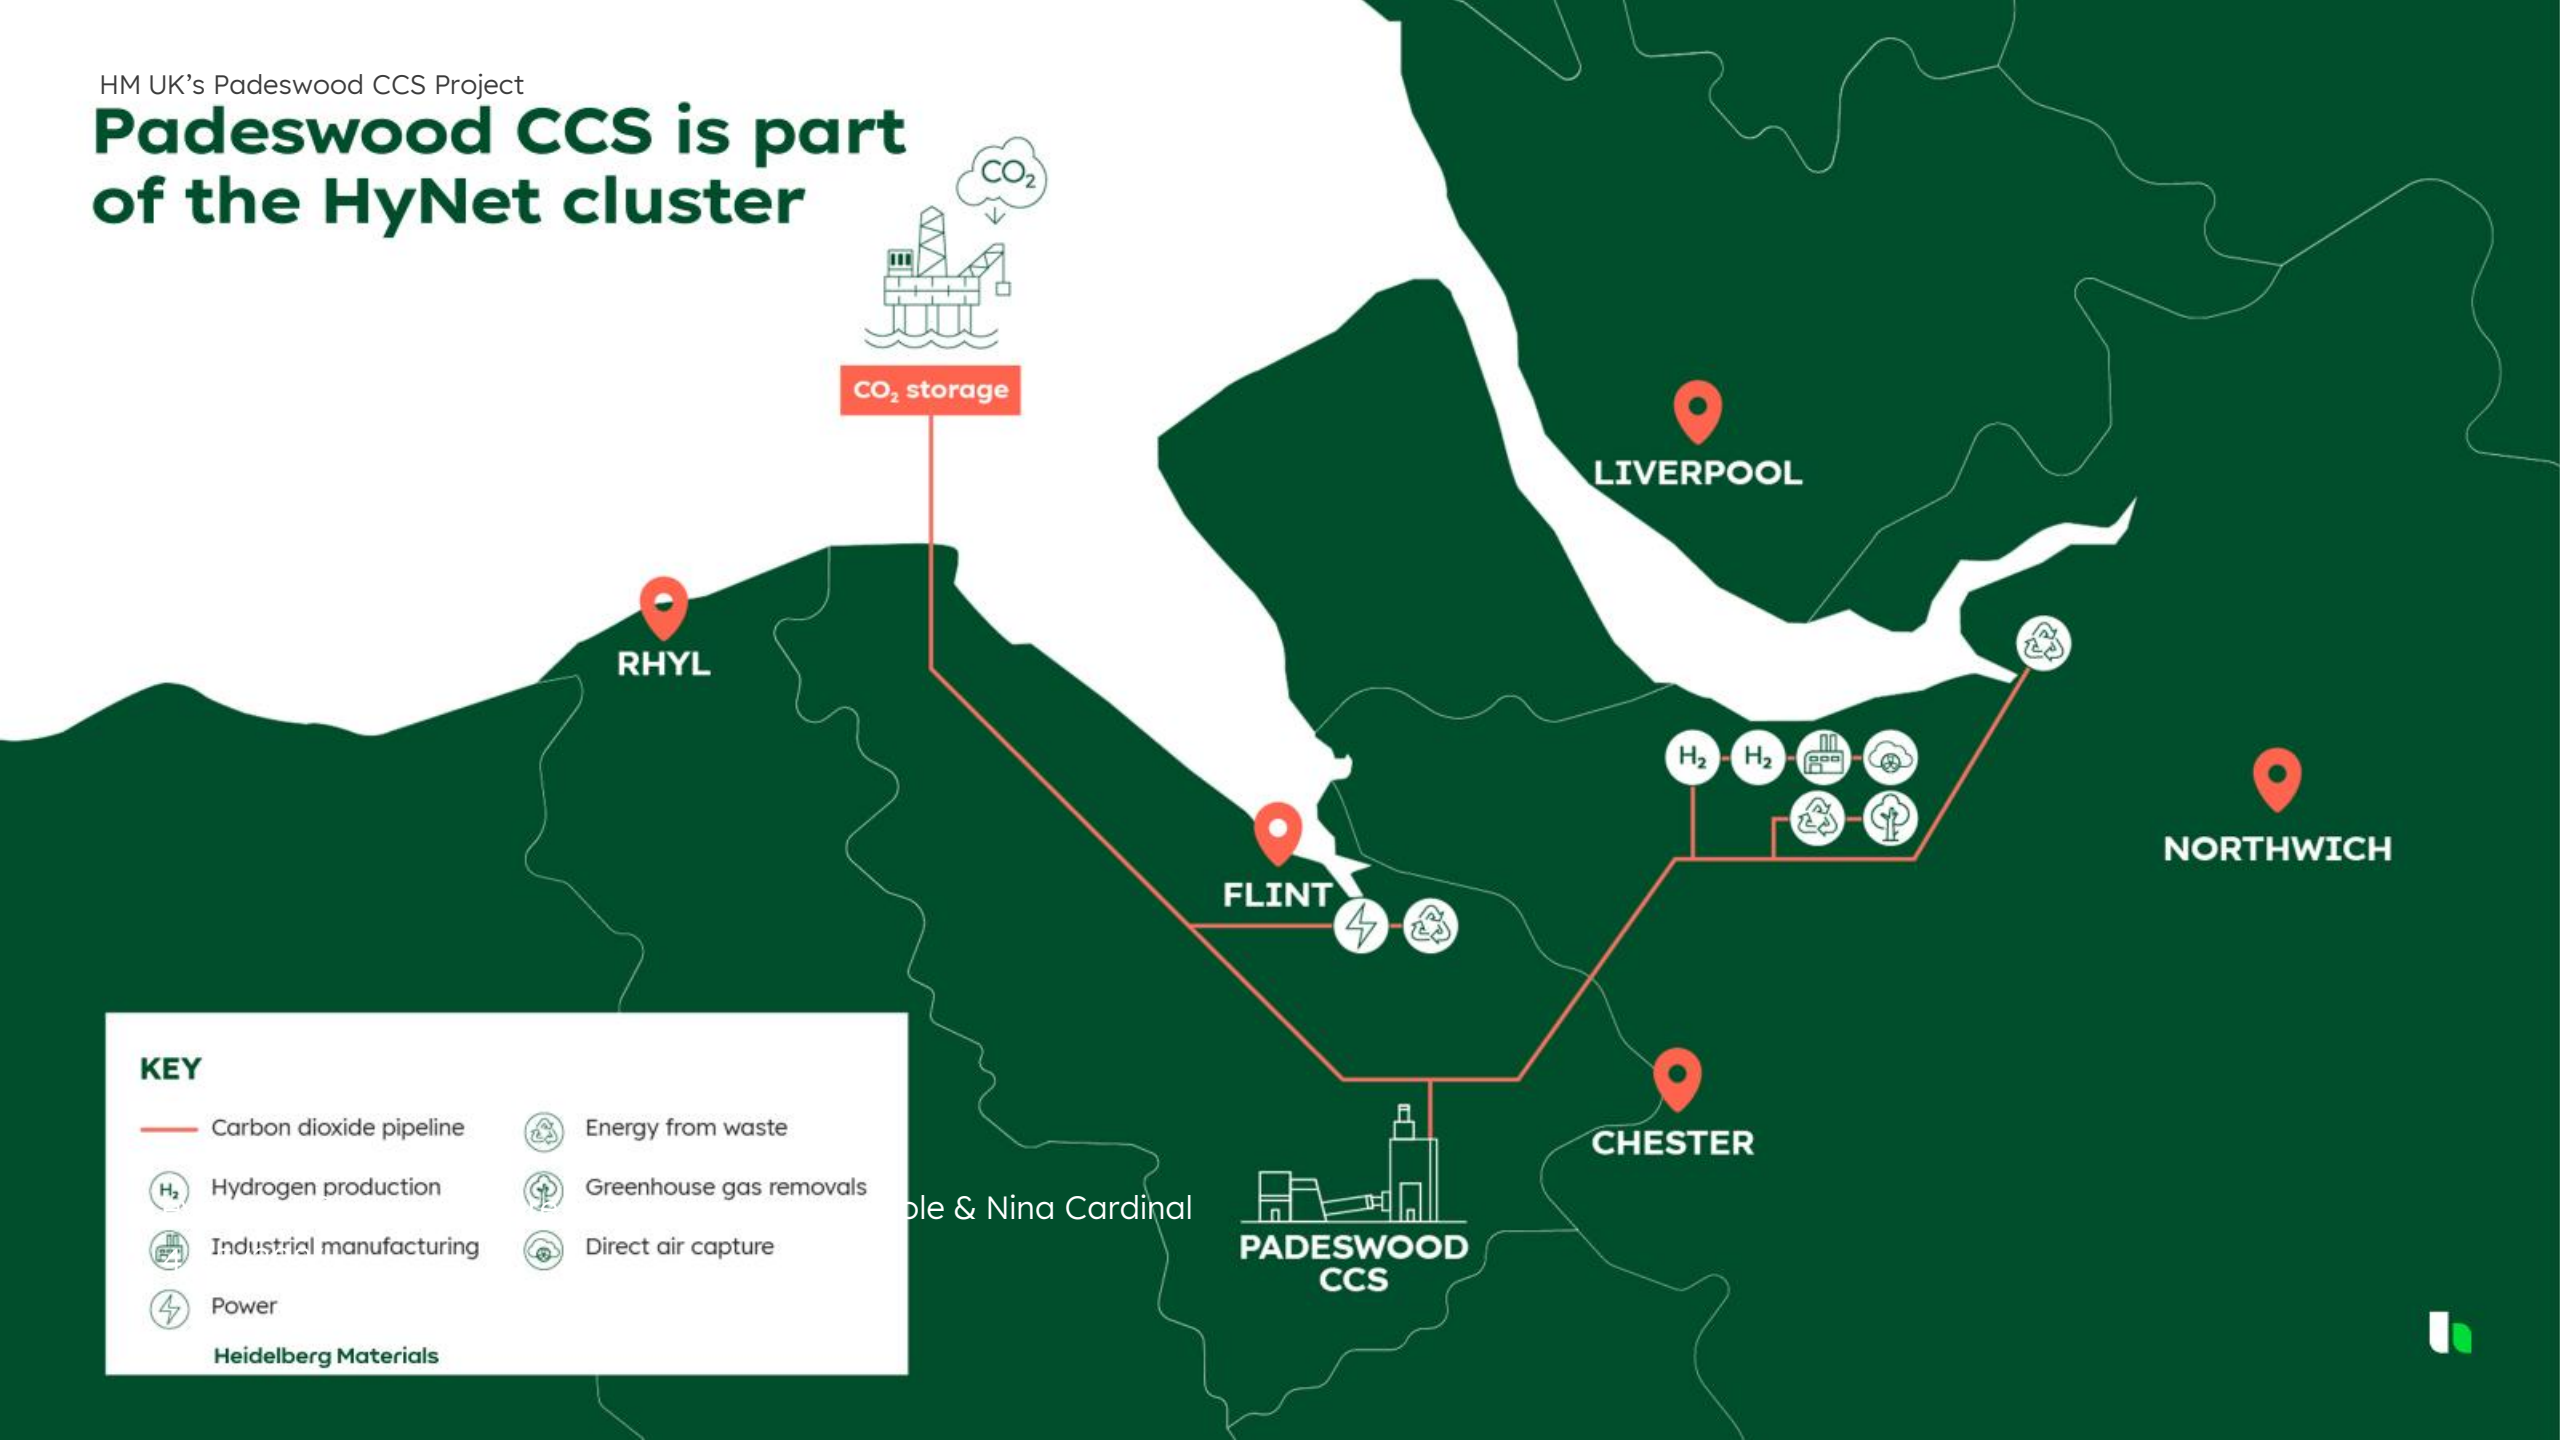 HM UK’s Padeswood CCS Project
Padeswood CCS is part
of the HyNet cluster
CO₂
CO₂ storage
LIVERPOOL
RHYL
H₂
H₂
NORTHWICH
FLINT
CHESTER
PADESWOOD
CCS
KEY
Carbon dioxide pipeline
Energy from waste
H₂
Hydrogen production
Greenhouse gas removals
& Nina Cardinal
Industrial manufacturing
Direct air capture
Power
Heidelberg Materials